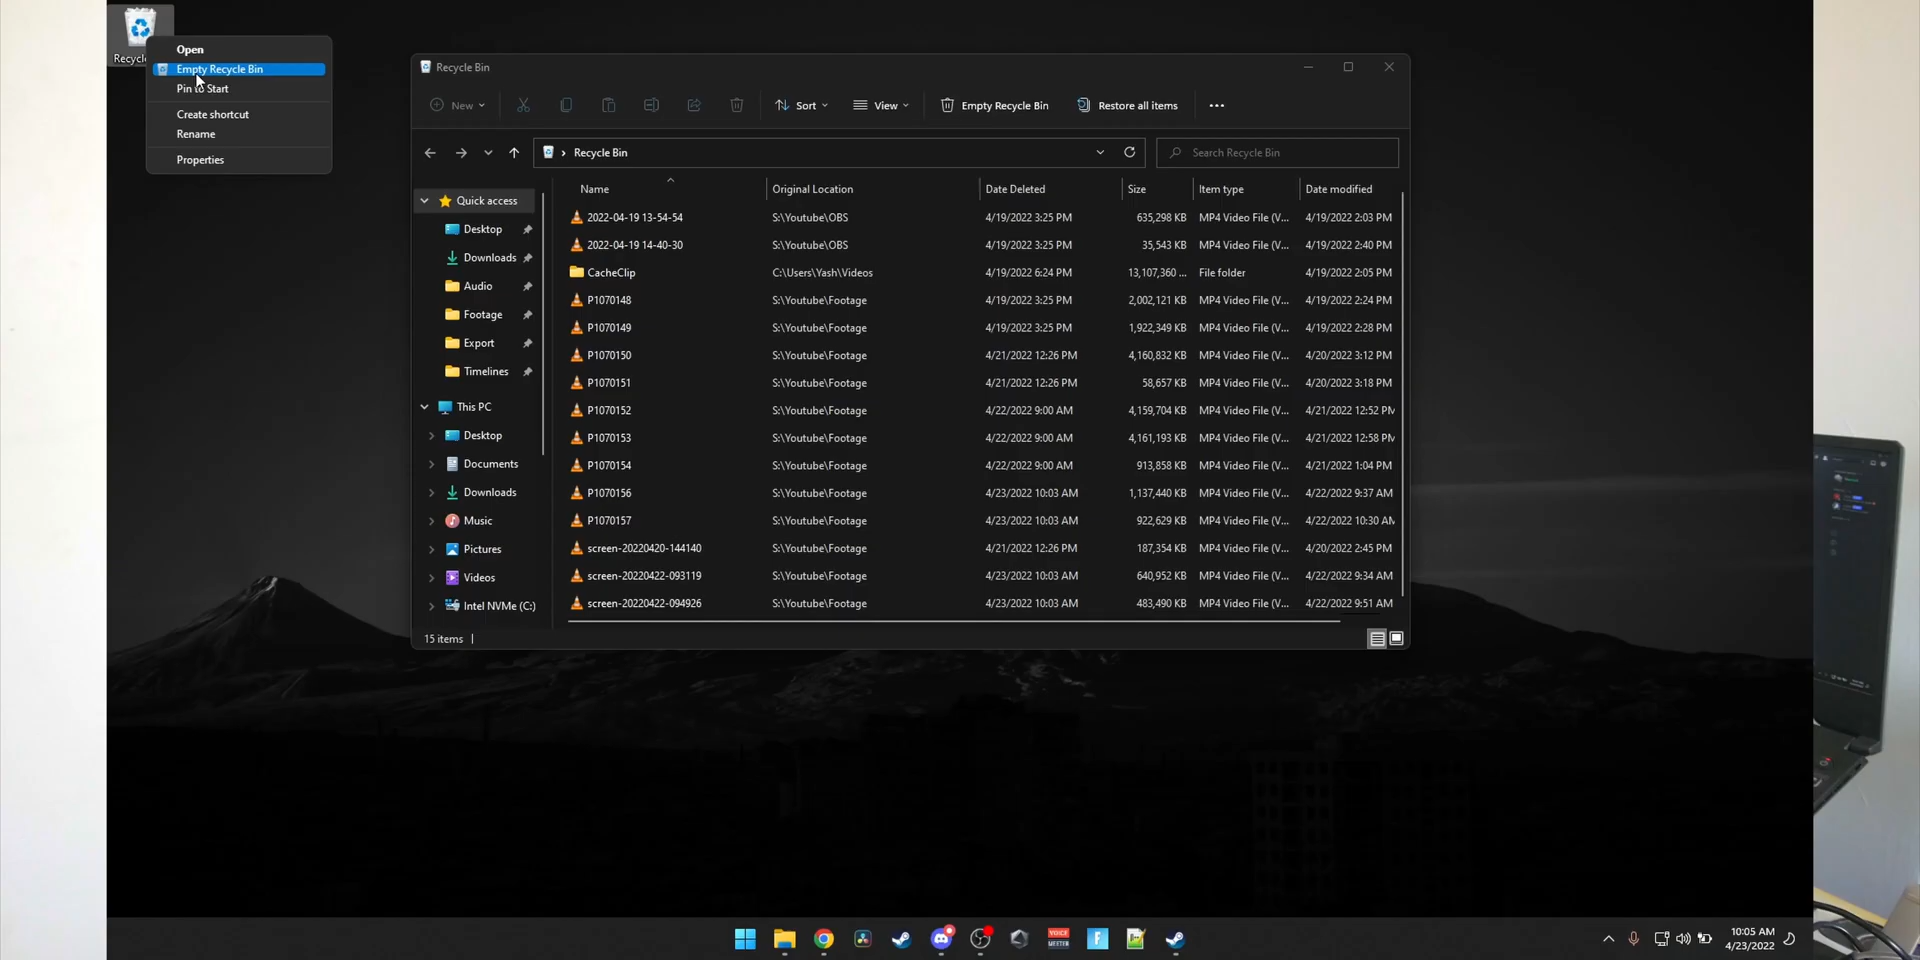 Recycle
Open
Empty Recycle Bin
Pin to Start
Create shortcut
Rename
Properties
Recycle Bin
New
Sort
View
Empty Recycle Bin
Restore all items
Recycle Bin
Search Recycle Bin
Name Original Location Date Deleted Size Item type Date modified
2022-04-19 13-54-54 S:\Youtube\OBS 4/19/2022 3:25 PM 635,298 KB MP4 Video File (V... 4/19/2022 2:03 PM
2022-04-19 14-40-30 S:\Youtube\OBS 4/19/2022 3:25 PM 35,543 KB MP4 Video File (V... 4/19/2022 2:40 PM
CacheClip C:\Users\Yash\Videos 4/19/2022 6:24 PM 13,107,360 ... File folder 4/19/2022 2:05 PM
P1070148 S:\Youtube\Footage 4/19/2022 3:25 PM 2,002,121 KB MP4 Video File (V... 4/19/2022 2:24 PM
P1070149 S:\Youtube\Footage 4/19/2022 3:25 PM 1,922,349 KB MP4 Video File (V... 4/19/2022 2:28 PM
P1070150 S:\Youtube\Footage 4/21/2022 12:26 PM 4,160,832 KB MP4 Video File (V... 4/20/2022 3:12 PM
P1070151 S:\Youtube\Footage 4/21/2022 12:26 PM 58,657 KB MP4 Video File (V... 4/20/2022 3:18 PM
P1070152 S:\Youtube\Footage 4/22/2022 9:00 AM 4,159,704 KB MP4 Video File (V... 4/21/2022 12:52 PM
P1070153 S:\Youtube\Footage 4/22/2022 9:00 AM 4,161,193 KB MP4 Video File (V... 4/21/2022 12:58 PM
P1070154 S:\Youtube\Footage 4/22/2022 9:00 AM 913,858 KB MP4 Video File (V... 4/21/2022 1:04 PM
P1070156 S:\Youtube\Footage 4/23/2022 10:03 AM 1,137,440 KB MP4 Video File (V... 4/22/2022 9:37 AM
P1070157 S:\Youtube\Footage 4/23/2022 10:03 AM 922,629 KB MP4 Video File (V... 4/22/2022 10:30 AM
screen-20220420-144140 S:\Youtube\Footage 4/21/2022 12:26 PM 187,354 KB MP4 Video File (V... 4/20/2022 2:45 PM
screen-20220422-093119 S:\Youtube\Footage 4/23/2022 10:03 AM 640,952 KB MP4 Video File (V... 4/22/2022 9:34 AM
screen-20220422-094926 S:\Youtube\Footage 4/23/2022 10:03 AM 483,490 KB MP4 Video File (V... 4/22/2022 9:51 AM
Quick access
Desktop
Downloads
Audio
Footage
Export
Timelines
This PC
Desktop
Documents
Downloads
Music
Pictures
Videos
Intel NVMe (C:)
15 items
VOICE
MEETER
10:05 AM
4/23/2022